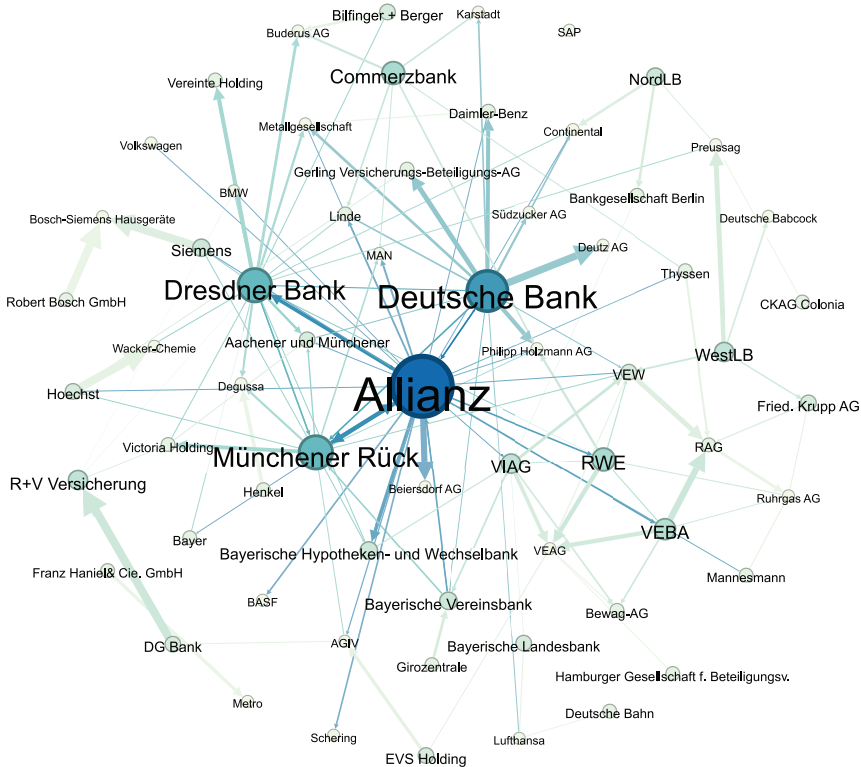 Karstadt
Bilfinger + Berger
SAP
Buderus AG
Commerzbank
NordLB
Vereinte Holding
Daimler-Benz
Metallgesellschaft
Continental
Volkswagen
Preussag
Gerling Versicherungs-Beteiligungs-AG
BMW
Bankgesellschaft Berlin
Linde
Südzucker AG
Bosch-Siemens Hausgeräte
Deutsche Babcock
Siemens
Deutz AG
MAN
Thyssen
Dresdner Bank
Deutsche Bank
Robert Bosch GmbH
CKAG Colonia
Aachener und Münchener
Wacker-Chemie
Philipp Holzmann AG
WestLB
VEW
Degussa
Allianz
Hoechst
Fried. Krupp AG
Victoria Holding
RAG
Münchener Rück
VIAG
RWE
R+V Versicherung
Beiersdorf AG
Henkel
Ruhrgas AG
VEBA
Bayer
Bayerische Hypotheken- und Wechselbank
VEAG
Franz Haniel& Cie. GmbH
Mannesmann
BASF
Bayerische Vereinsbank
Bewag-AG
DG Bank
AGIV
Bayerische Landesbank
Girozentrale
Hamburger Gesellschaft f. Beteiligungsv.
Metro
Deutsche Bahn
Schering
Lufthansa
EVS Holding